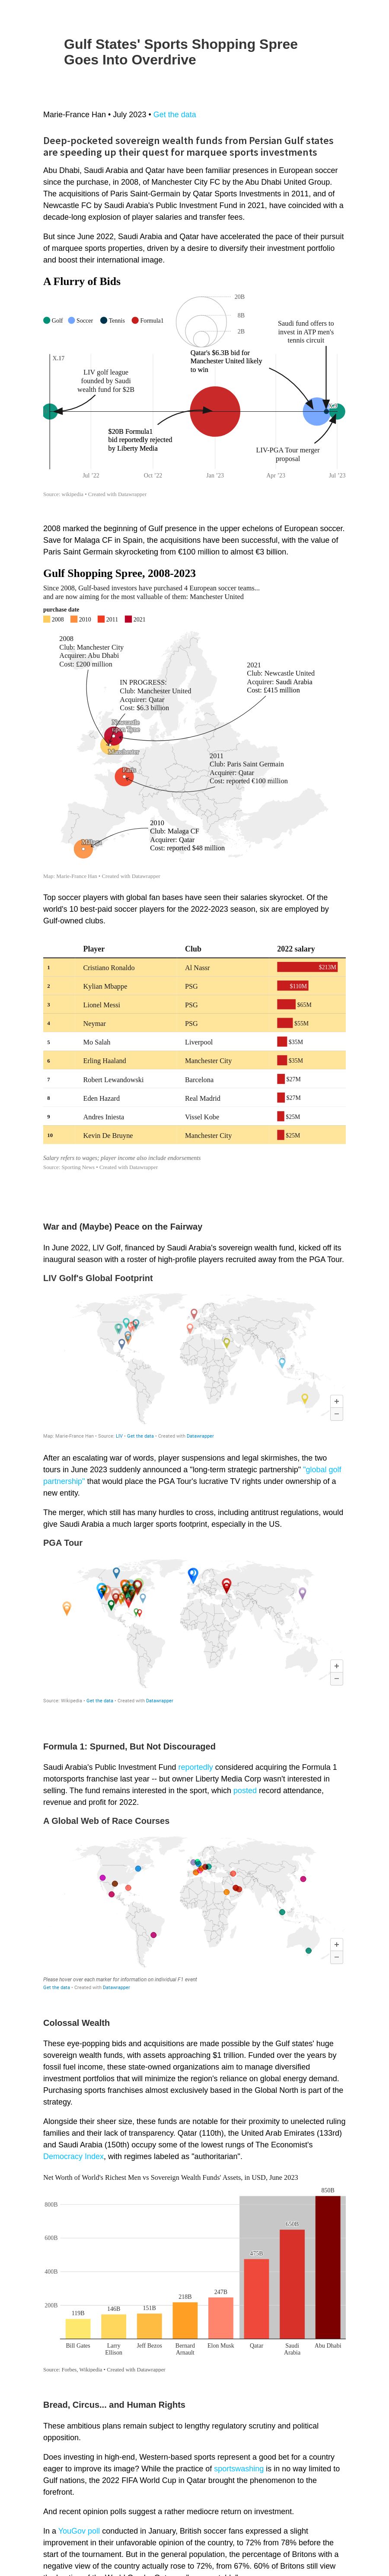 Gulf States' Sports Shopping Spree
Goes Into Overdrive
Marie-France Han • July 2023 • Get the data
Deep-pocketed sovereign wealth funds from Persian Gulf states
are speeding up their quest for marquee sports investments
Abu Dhabi, Saudi Arabia and Qatar have been familiar presences in European soccer
since the purchase, in 2008, of Manchester City FC by the Abu Dhabi United Group.
The acquisitions of Paris Saint-Germain by Qatar Sports Investments in 2011, and of
Newcastle FC by Saudi Arabia's Public Investment Fund in 2021, have coincided with a
decade-long explosion of player salaries and transfer fees.
But since June 2022, Saudi Arabia and Qatar have accelerated the pace of their pursuit
of marquee sports properties, driven by a desire to diversify their investment portfolio
and boost their international image.
A Flurry of Bids
20B
8B
2B
Golf Soccer Tennis Formula1
Saudi fund offers to
invest in ATP men's
tennis circuit
Qatar's $6.3B bid for
Manchester United likely
to win
X.17
LIV golf league
founded by Saudi
wealth fund for $2B
$20B Formula1
bid reportedly rejected
by Liberty Media
LIV-PGA Tour merger
proposal
Jul '22 Oct '22 Jan '23 Apr '23 Jul '23
Source: wikipedia • Created with Datawrapper
2008 marked the beginning of Gulf presence in the upper echelons of European soccer.
Save for Malaga CF in Spain, the acquisitions have been successful, with the value of
Paris Saint Germain skyrocketing from €100 million to almost €3 billion.
Gulf Shopping Spree, 2008-2023
Since 2008, Gulf-based investors have purchased 4 European soccer teams...
and are now aiming for the most valuable of them: Manchester United
purchase date
2008 2010 2011 2021
2008
Club: Manchester City
Acquirer: Abu Dhabi
Cost: £200 million
IN PROGRESS:
Club: Manchester United
Acquirer: Qatar
Cost: $6.3 billion
2021
Club: Newcastle United
Acquirer: Saudi Arabia
Cost: £415 million
Newcastle
upon Tyne
Manchester
2011
Club: Paris Saint Germain
Acquirer: Qatar
Cost: reported €100 million
Paris
2010
Club: Malaga CF
Acquirer: Qatar
Cost: reported $48 million
Málaga
Map: Marie-France Han • Created with Datawrapper
Top soccer players with global fan bases have seen their salaries skyrocket. Of the
world's 10 best-paid soccer players for the 2022-2023 season, six are employed by
Gulf-owned clubs.
Player Club 2022 salary
1 Cristiano Ronaldo Al Nassr $213M
2 Kylian Mbappe PSG $110M
3 Lionel Messi PSG $65M
4 Neymar PSG $55M
5 Mo Salah Liverpool $35M
6 Erling Haaland Manchester City $35M
7 Robert Lewandowski Barcelona $27M
8 Eden Hazard Real Madrid $27M
9 Andres Iniesta Vissel Kobe $25M
10 Kevin De Bruyne Manchester City $25M
Salary refers to wages; player income also include endorsements
Source: Sporting News • Created with Datawrapper
War and (Maybe) Peace on the Fairway
In June 2022, LIV Golf, financed by Saudi Arabia's sovereign wealth fund, kicked off its
inaugural season with a roster of high-profile players recruited away from the PGA Tour.
LIV Golf's Global Footprint
+
−
Map: Marie-France Han • Source: LIV • Get the data • Created with Datawrapper
After an escalating war of words, player suspensions and legal skirmishes, the two
tours in June 2023 suddenly announced a "long-term strategic partnership" "global golf
partnership" that would place the PGA Tour's lucrative TV rights under ownership of a
new entity.
The merger, which still has many hurdles to cross, including antitrust regulations, would
give Saudi Arabia a much larger sports footprint, especially in the US.
PGA Tour
+
−
Source: Wikipedia • Get the data • Created with Datawrapper
Formula 1: Spurned, But Not Discouraged
Saudi Arabia's Public Investment Fund reportedly considered acquiring the Formula 1
motorsports franchise last year -- but owner Liberty Media Corp wasn't interested in
selling. The fund remains interested in the sport, which posted record attendance,
revenue and profit for 2022.
A Global Web of Race Courses
+
−
Please hover over each marker for information on individual F1 event
Get the data • Created with Datawrapper
Colossal Wealth
These eye-popping bids and acquisitions are made possible by the Gulf states' huge
sovereign wealth funds, with assets approaching $1 trillion. Funded over the years by
fossil fuel income, these state-owned organizations aim to manage diversified
investment portfolios that will minimize the region's reliance on global energy demand.
Purchasing sports franchises almost exclusively based in the Global North is part of the
strategy.
Alongside their sheer size, these funds are notable for their proximity to unelected ruling
families and their lack of transparency. Qatar (110th), the United Arab Emirates (133rd)
and Saudi Arabia (150th) occupy some of the lowest rungs of The Economist's
Democracy Index, with regimes labeled as "authoritarian".
Net Worth of World's Richest Men vs Sovereign Wealth Funds' Assets, in USD, June 2023
850B
800B
650B
600B
475B
400B
247B
218B
200B
151B
146B
119B
Bill Gates Larry Ellison Jeff Bezos Bernard Arnault Elon Musk Qatar Saudi Arabia Abu Dhabi
Source: Forbes, Wikipedia • Created with Datawrapper
Bread, Circus... and Human Rights
These ambitious plans remain subject to lengthy regulatory scrutiny and political
opposition.
Does investing in high-end, Western-based sports represent a good bet for a country
eager to improve its image? While the practice of sportswashing is in no way limited to
Gulf nations, the 2022 FIFA World Cup in Qatar brought the phenomenon to the
forefront.
And recent opinion polls suggest a rather mediocre return on investment.
In a YouGov poll conducted in January, British soccer fans expressed a slight
improvement in their unfavorable opinion of the country, to 72% from 78% before the
start of the tournament. But in the general population, the percentage of Britons with a
negative view of the country actually rose to 72%, from 67%. 60% of Britons still view